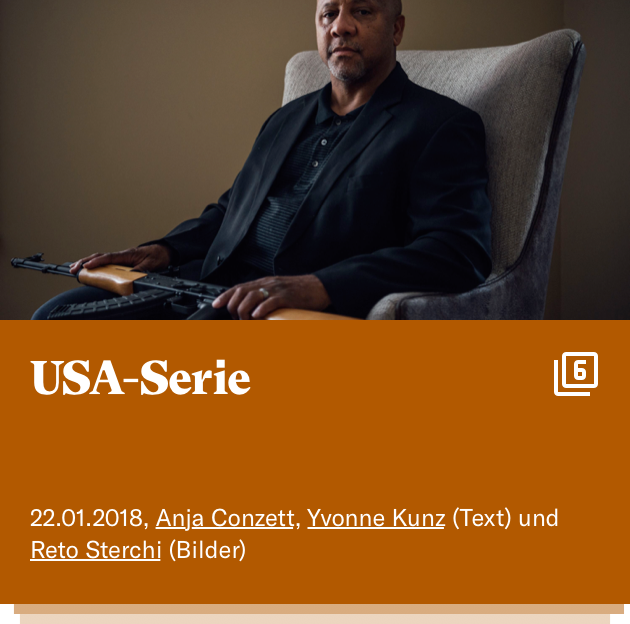 USA-Serie
6
22.01.2018, Anja Conzett, Yvonne Kunz (Text) und
Reto Sterchi (Bilder)